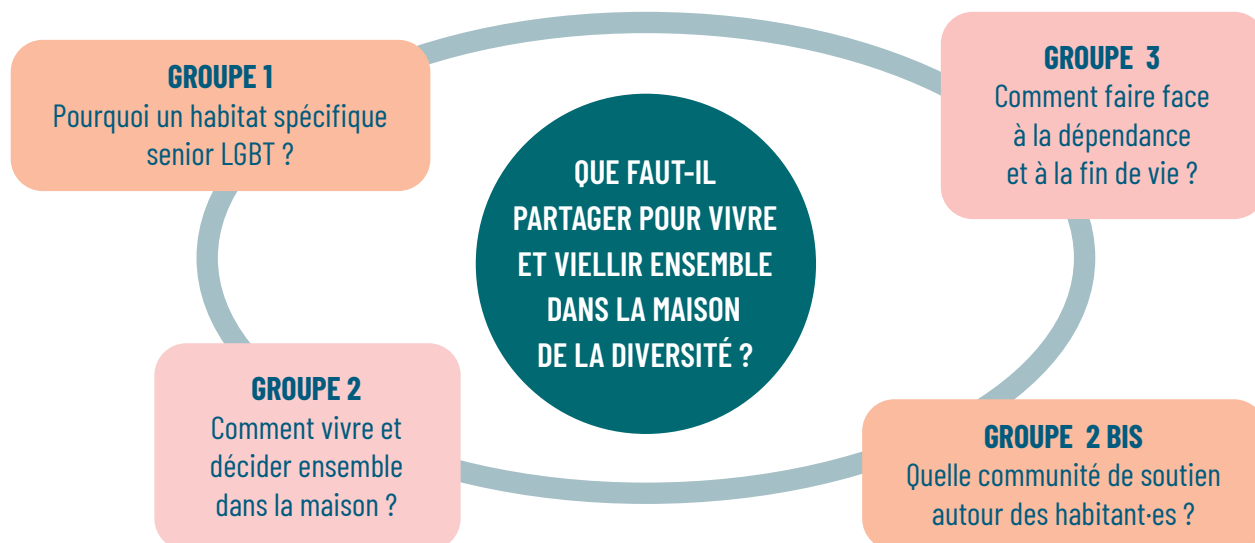 GROUPE 1
Pourquoi un habitat spécifique
senior LGBT ?
GROUPE 3
Comment faire face
à la dépendance
et à la fin de vie ?
QUE FAUT-IL
PARTAGER POUR VIVRE
ET VIELLIR ENSEMBLE
DANS LA MAISON
DE LA DIVERSITÉ ?
GROUPE 2
Comment vivre et
décider ensemble
dans la maison ?
GROUPE 2 BIS
Quelle communité de soutien
autour des habitant·es ?